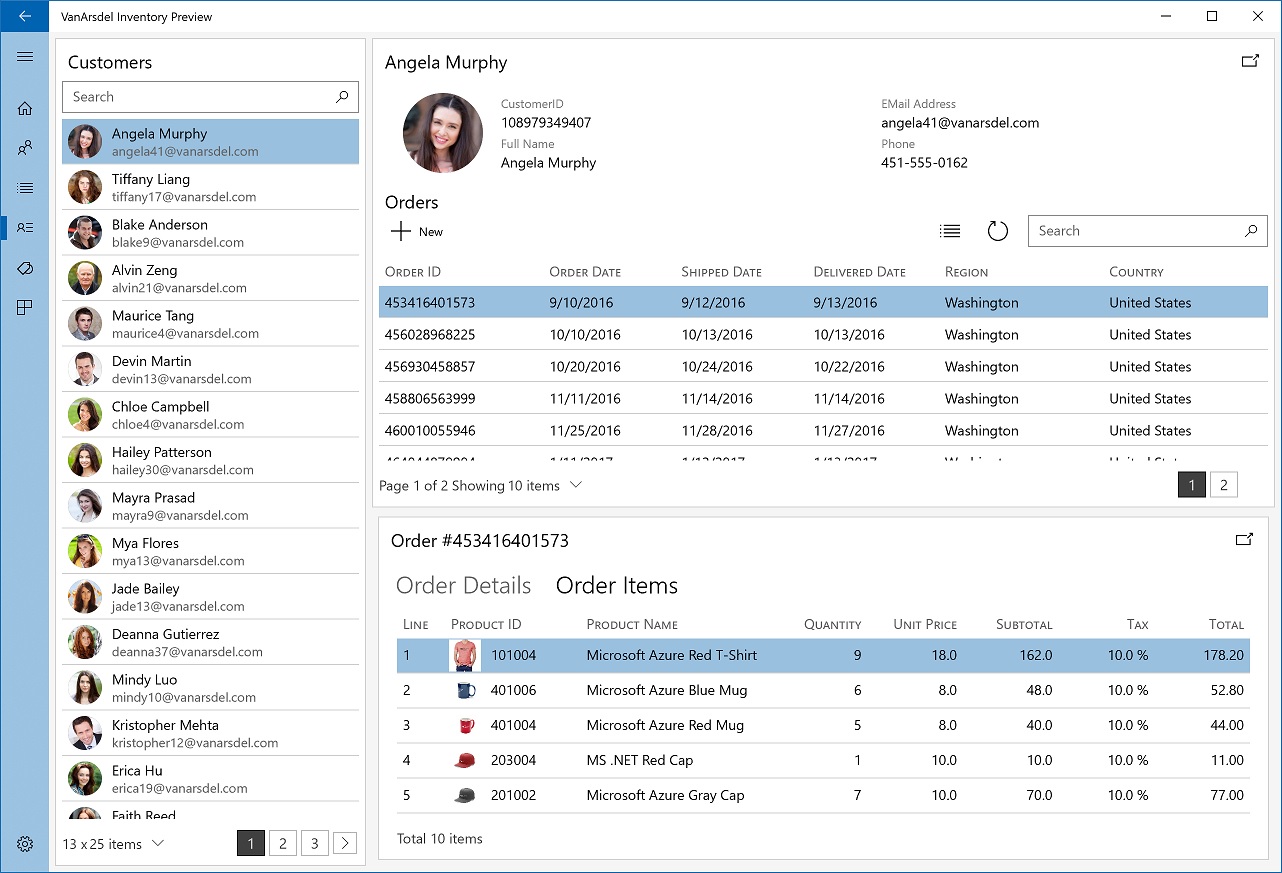 VanArsdel Inventory Preview
Customers
Search
Angela Murphy
angela41@vanarsdel.com
Tiffany Liang
tiffany17@vanarsdel.com
Blake Anderson
blake9@vanarsdel.com
Alvin Zeng
alvin21@vanarsdel.com
Maurice Tang
maurice4@vanarsdel.com
Devin Martin
devin13@vanarsdel.com
Chloe Campbell
chloe4@vanarsdel.com
Hailey Patterson
hailey30@vanarsdel.com
Mayra Prasad
mayra9@vanarsdel.com
Mya Flores
mya13@vanarsdel.com
Jade Bailey
jade13@vanarsdel.com
Deanna Gutierrez
deanna37@vanarsdel.com
Mindy Luo
mindy10@vanarsdel.com
Kristopher Mehta
kristopher12@vanarsdel.com
Erica Hu
erica19@vanarsdel.com
Faith Reed
13 x 25 items 1 2 3
Angela Murphy
CustomerID
108979349407
Full Name
Angela Murphy
EMail Address
angela41@vanarsdel.com
Phone
451-555-0162
Orders
New
Search
Order ID Order Date Shipped Date Delivered Date Region Country
453416401573 9/10/2016 9/12/2016 9/13/2016 Washington United States
456028968225 10/10/2016 10/13/2016 10/13/2016 Washington United States
456930458857 10/20/2016 10/24/2016 10/22/2016 Washington United States
458806563999 11/11/2016 11/14/2016 11/14/2016 Washington United States
460010055946 11/25/2016 11/28/2016 11/27/2016 Washington United States
Page 1 of 2 Showing 10 items 1 2
Order #453416401573
Order Details Order Items
Line Product ID Product Name Quantity Unit Price Subtotal Tax Total
1 101004 Microsoft Azure Red T-Shirt 9 18.0 162.0 10.0 % 178.20
2 401006 Microsoft Azure Blue Mug 6 8.0 48.0 10.0 % 52.80
3 401004 Microsoft Azure Red Mug 5 8.0 40.0 10.0 % 44.00
4 203004 MS .NET Red Cap 1 10.0 10.0 10.0 % 11.00
5 201002 Microsoft Azure Gray Cap 7 10.0 70.0 10.0 % 77.00
Total 10 items